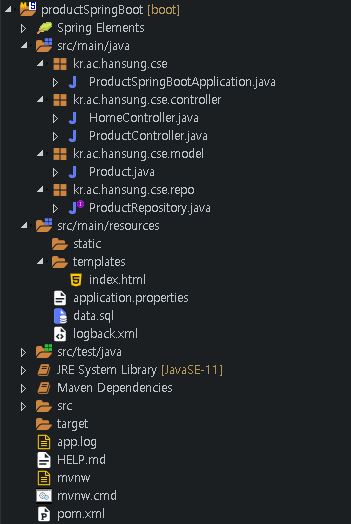 productSpringBoot [boot]
Spring Elements
src/main/java
kr.ac.hansung.cse
ProductSpringBootApplication.java
kr.ac.hansung.cse.controller
HomeController.java
ProductController.java
kr.ac.hansung.cse.model
Product.java
kr.ac.hansung.cse.repo
ProductRepository.java
src/main/resources
static
templates
index.html
application.properties
data.sql
logback.xml
src/test/java
JRE System Library [JavaSE-11]
Maven Dependencies
src
target
app.log
HELP.md
mvnw
mvnw.cmd
pom.xml